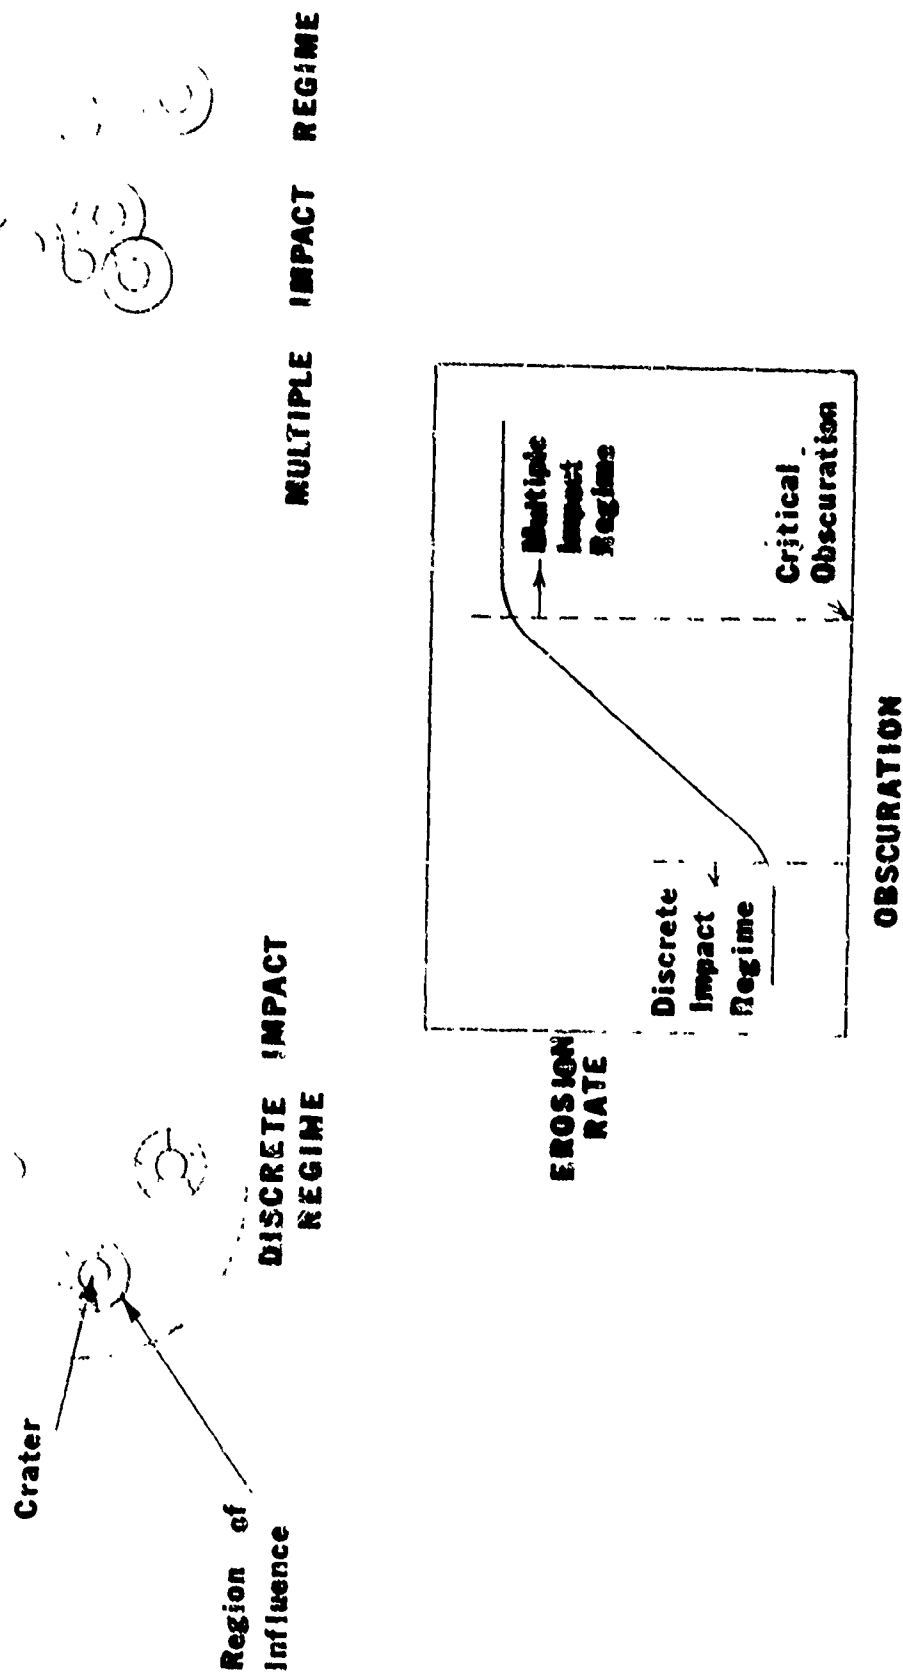 Crater
Region of
Influence
DISCRETE IMPACT
REGIME
MULTIPLE IMPACT REGIME
EROSION
RATE
Discrete
Impact
Regime
Multiple
Impact
Regime
Critical
Obscuration
OBSCURATION